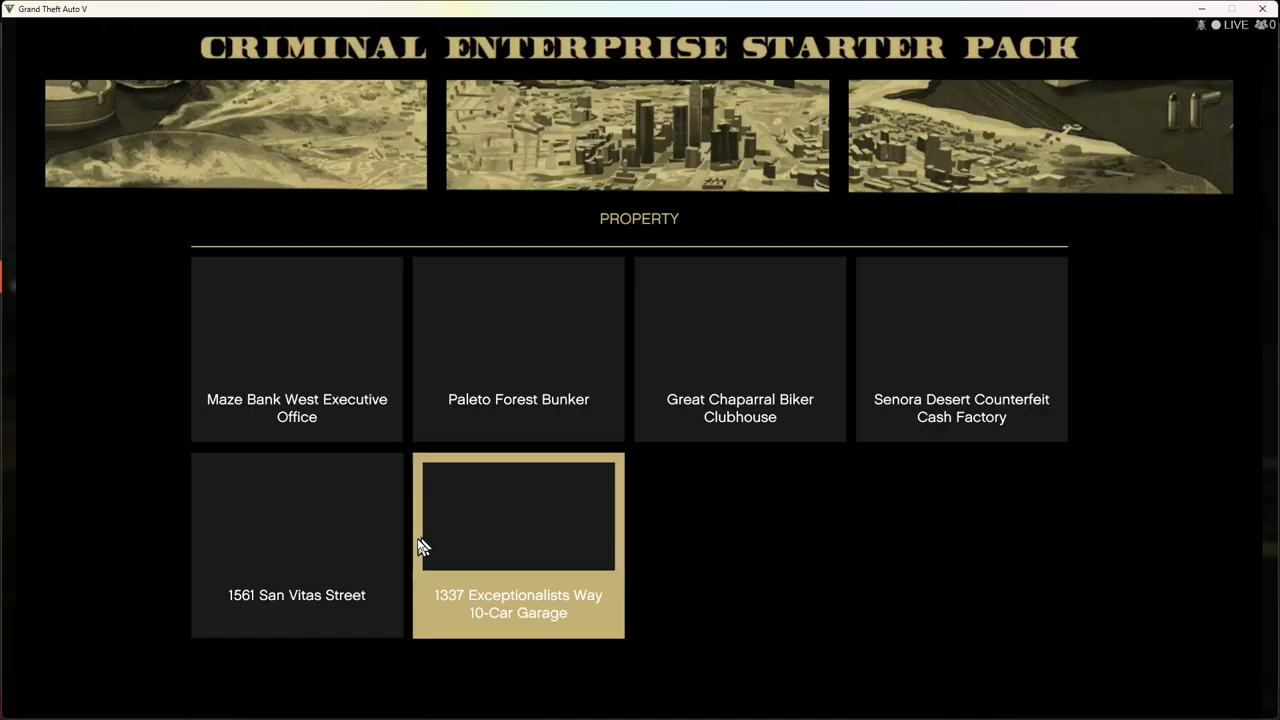 Grand Theft Auto V
LIVE 0
CRIMINAL ENTERPRISE STARTER PACK
PROPERTY
Maze Bank West Executive
Office
Paleto Forest Bunker
Great Chaparral Biker
Clubhouse
Senora Desert Counterfeit
Cash Factory
1561 San Vitas Street
1337 Exceptionalists Way
10-Car Garage